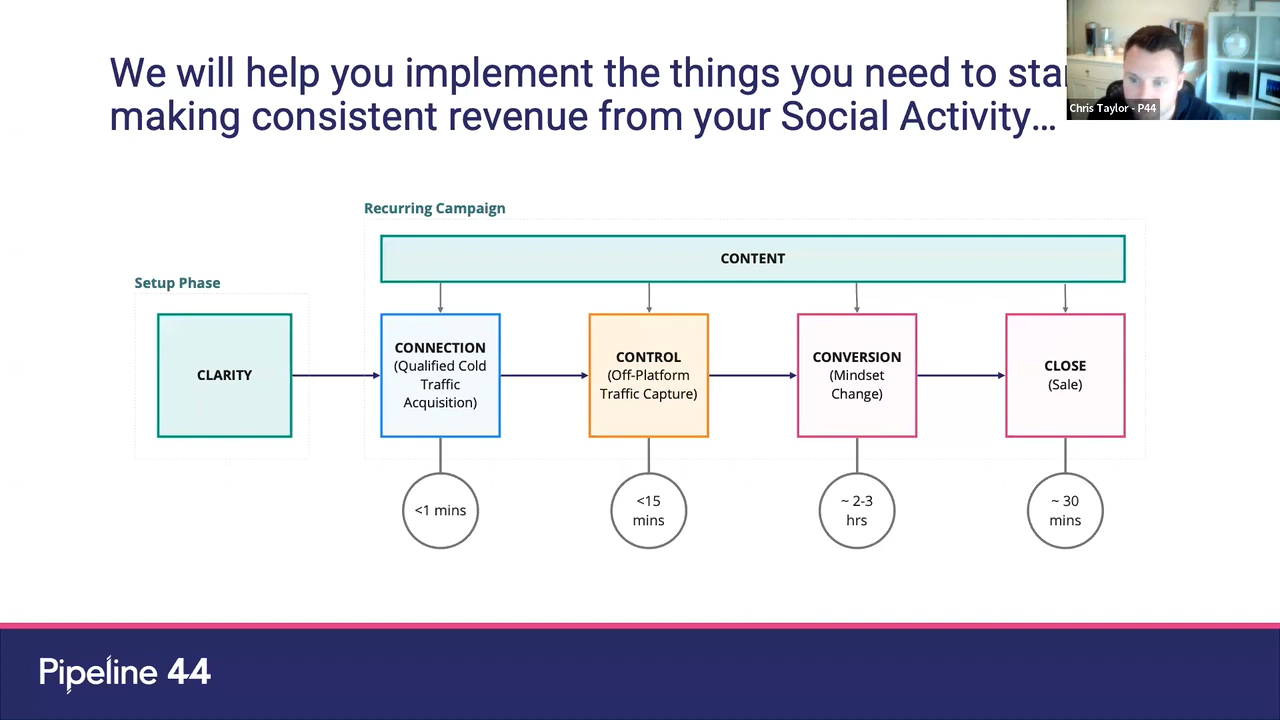 We will help you implement the things you need to
making consistent revenue from your Social Activity…
Chris Taylor - P44
Recurring Campaign
CONTENT
Setup Phase
CLARITY
CONNECTION
(Qualified Cold
Traffic
Acquisition)
CONTROL
(Off-Platform
Traffic Capture)
CONVERSION
(Mindset
Change)
CLOSE
(Sale)
<1 mins
<15
mins
~ 2-3
hrs
~ 30
mins
Pipeline 44